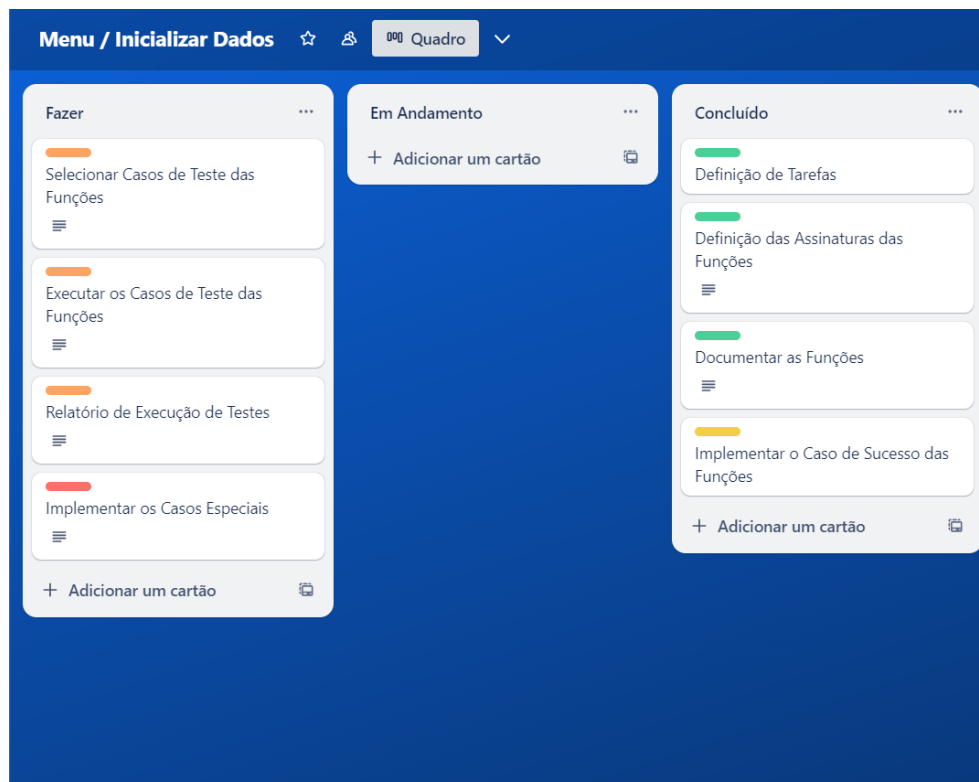 Menu / Inicializar Dados
Quadro
Fazer
Selecionar Casos de Teste das
Funções
Executar os Casos de Teste das
Funções
Relatório de Execução de Testes
Implementar os Casos Especiais
+ Adicionar um cartão
Em Andamento
+ Adicionar um cartão
Concluído
Definição de Tarefas
Definição das Assinaturas das
Funções
Documentar as Funções
Implementar o Caso de Sucesso das
Funções
+ Adicionar um cartão